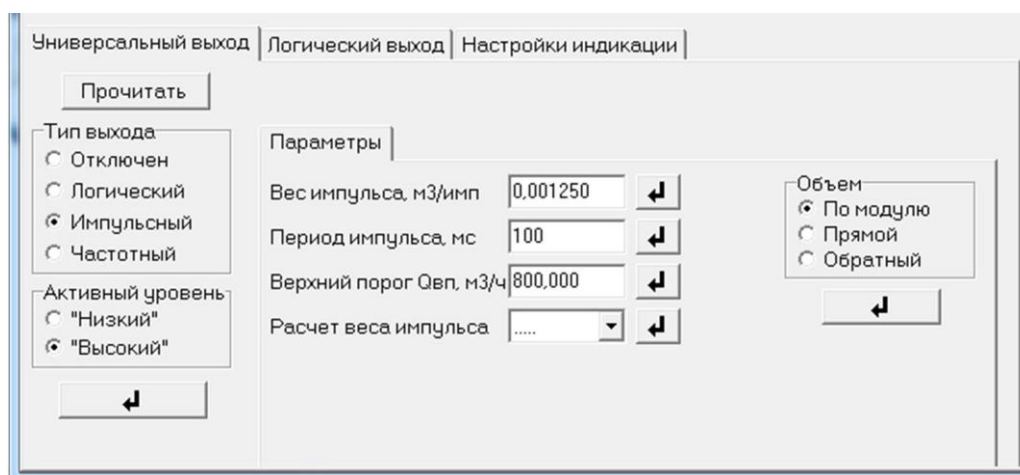 Универсальный выход
Логический выход
Настройки индикации
Прочитать
Тип выхода
Отключен
Логический
Импульсный
Частотный
Активный уровень
"Низкий"
"Высокий"
Параметры
Вес импульса, м3/имп 0,001250
Период импульса, мс 100
Верхний порог Qвп, м3/ч 800,000
Расчет веса импульса .....
Объем
По модулю
Прямой
Обратный